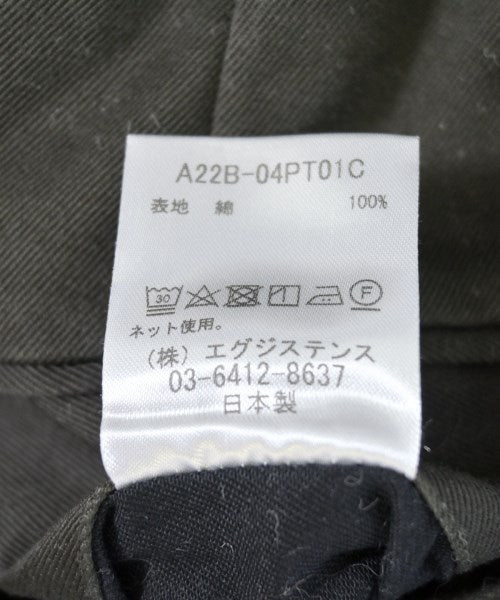 A22B-04PT01C
表地 綿 100%
30 F
ネット使用。
(株) エグジステンス
03-6412-8637
日本製